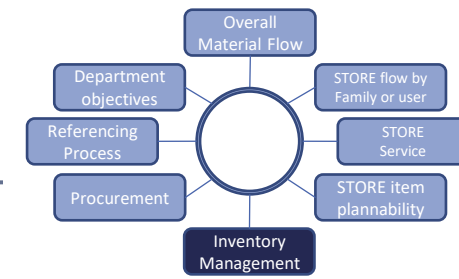 Overall
Material Flow
Department
objectives
STORE flow by
Family or user
Referencing
Process
STORE
Service
Procurement
STORE item
plannability
Inventory
Management